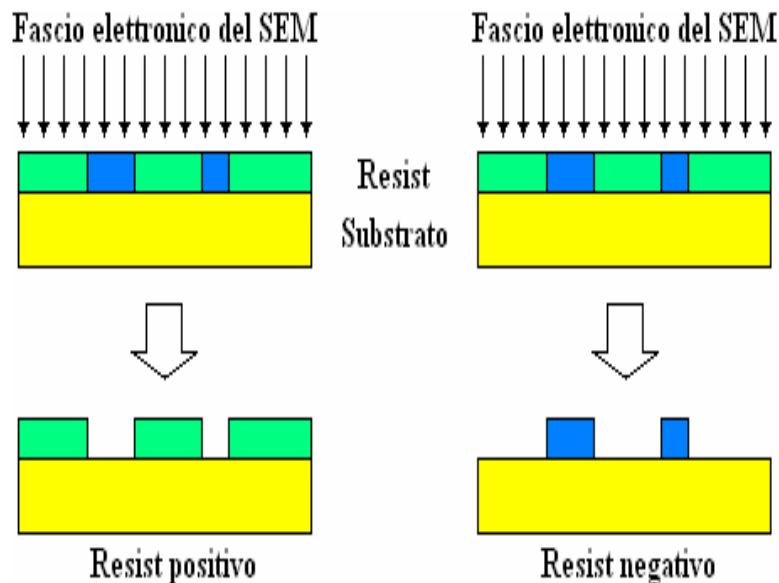 Fascio elettronico del SEM
Fascio elettronico del SEM
Resist
Substrato
Resist positivo
Resist negativo